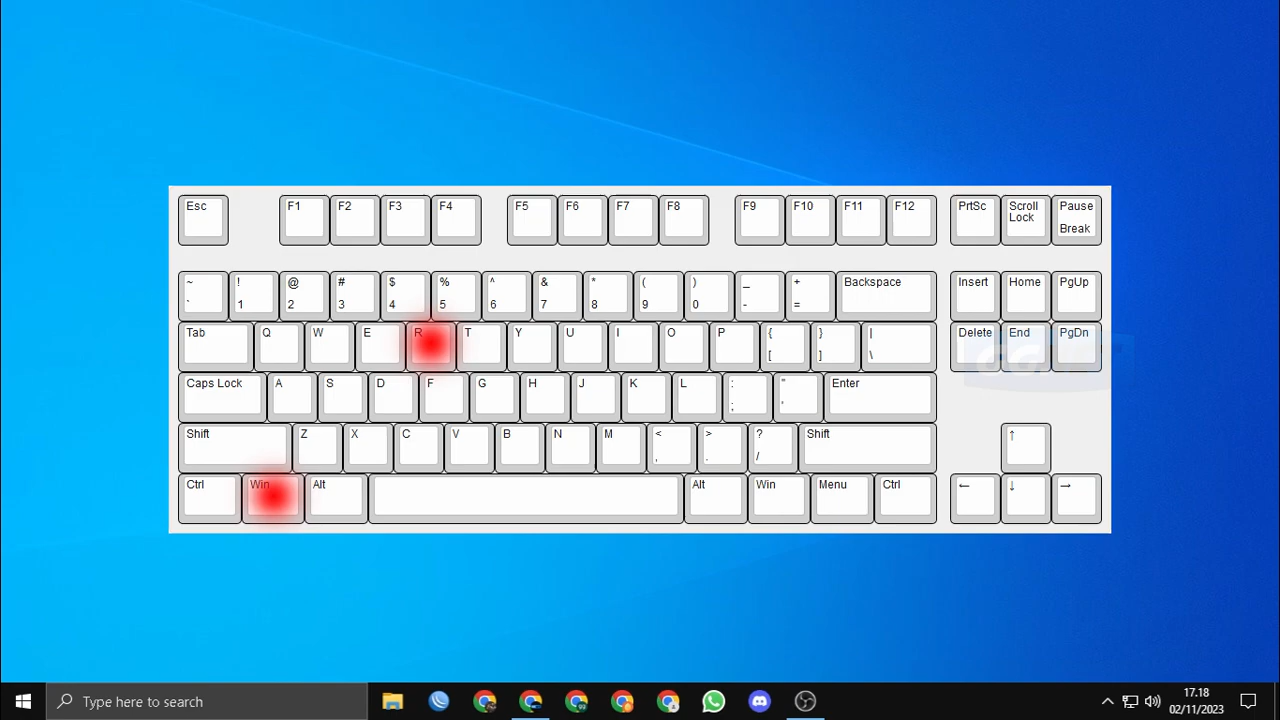 Esc F1 F2 F3 F4 F5 F6 F7 F8 F9 F10 F11 F12 PrtSc Scroll Lock Pause Break
~ ` ! 1 @ 2 # 3 $ 4 % 5 ^ 6 & 7 * 8 ( 9 ) 0 _ - + = Backspace Insert Home PgUp
Tab Q W E R T Y U I O P { [ } ] | \ Delete End PgDn
Caps Lock A S D F G H J K L : ; " ' Enter
Shift Z X C V B N M < , > . ? / Shift ↑
Ctrl Win Alt Alt Win Menu Ctrl ← ↓ →
Type here to search
17.18
02/11/2023